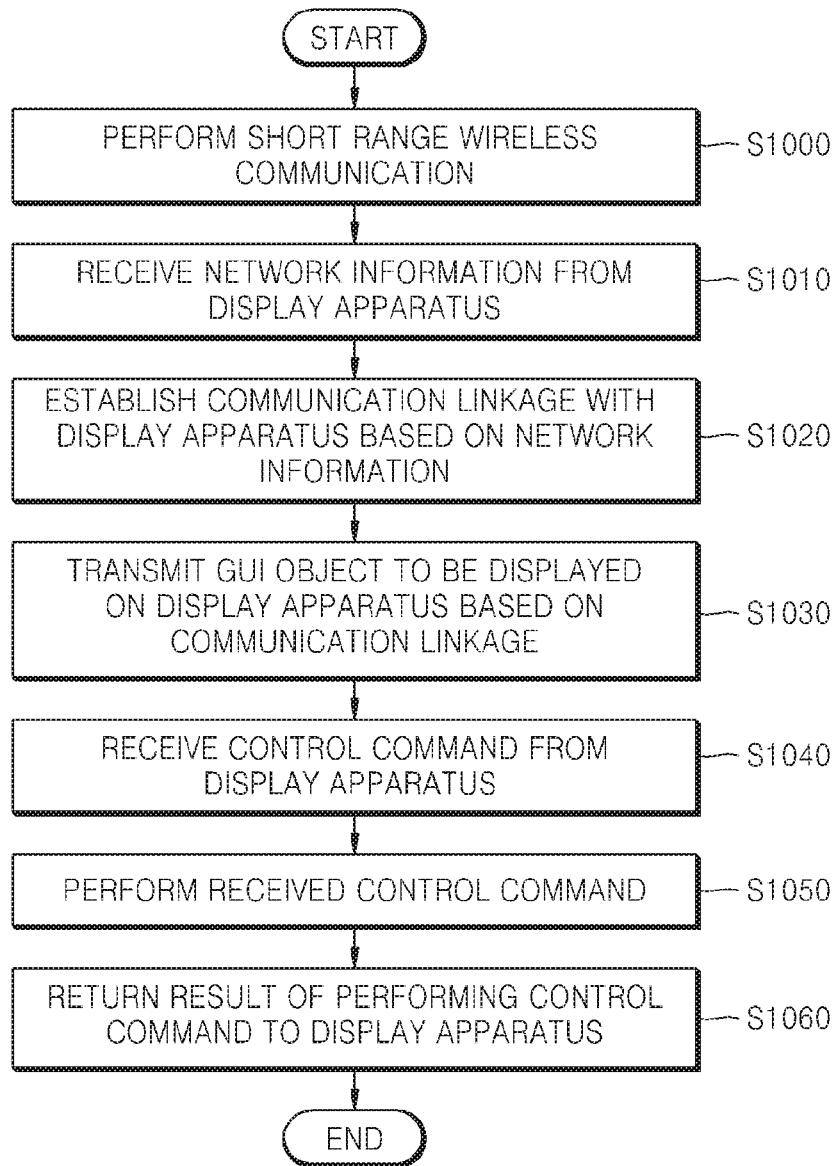 START
PERFORM SHORT RANGE WIRELESS
COMMUNICATION
S1000
RECEIVE NETWORK INFORMATION FROM
DISPLAY APPARATUS
S1010
ESTABLISH COMMUNICATION LINKAGE WITH
DISPLAY APPARATUS BASED ON NETWORK
INFORMATION
S1020
TRANSMIT GUI OBJECT TO BE DISPLAYED
ON DISPLAY APPARATUS BASED ON
COMMUNICATION LINKAGE
S1030
RECEIVE CONTROL COMMAND FROM
DISPLAY APPARATUS
S1040
PERFORM RECEIVED CONTROL COMMAND
S1050
RETURN RESULT OF PERFORMING CONTROL
COMMAND TO DISPLAY APPARATUS
S1060
END